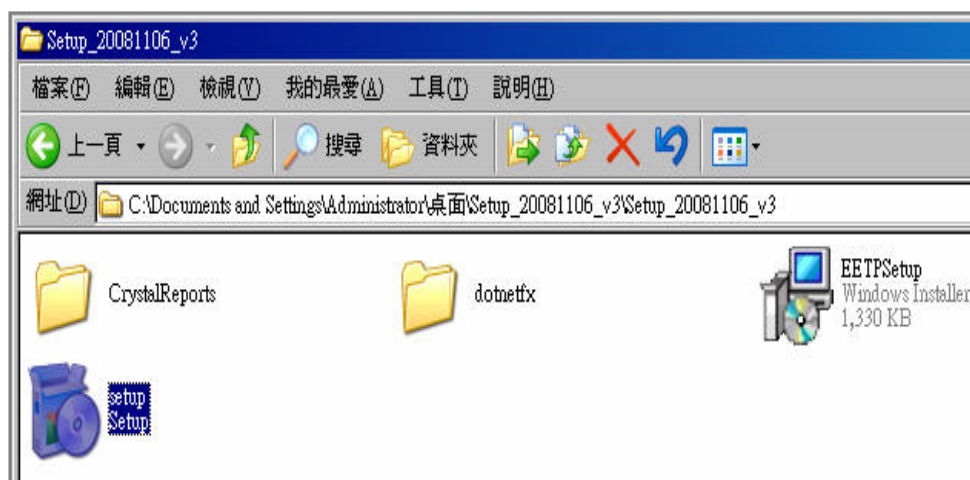 Setup_20081106_v3
檔案(F) 編輯(E) 檢視(V) 我的最愛(A) 工具(T) 說明(H)
上一頁 搜尋 資料夾
網址(D) C:\Documents and Settings\Administrator\桌面\Setup_20081106_v3\Setup_20081106_v3
CrystalReports
dotnetfx
EETPSetup
Windows Installer
1,330 KB
setup
Setup